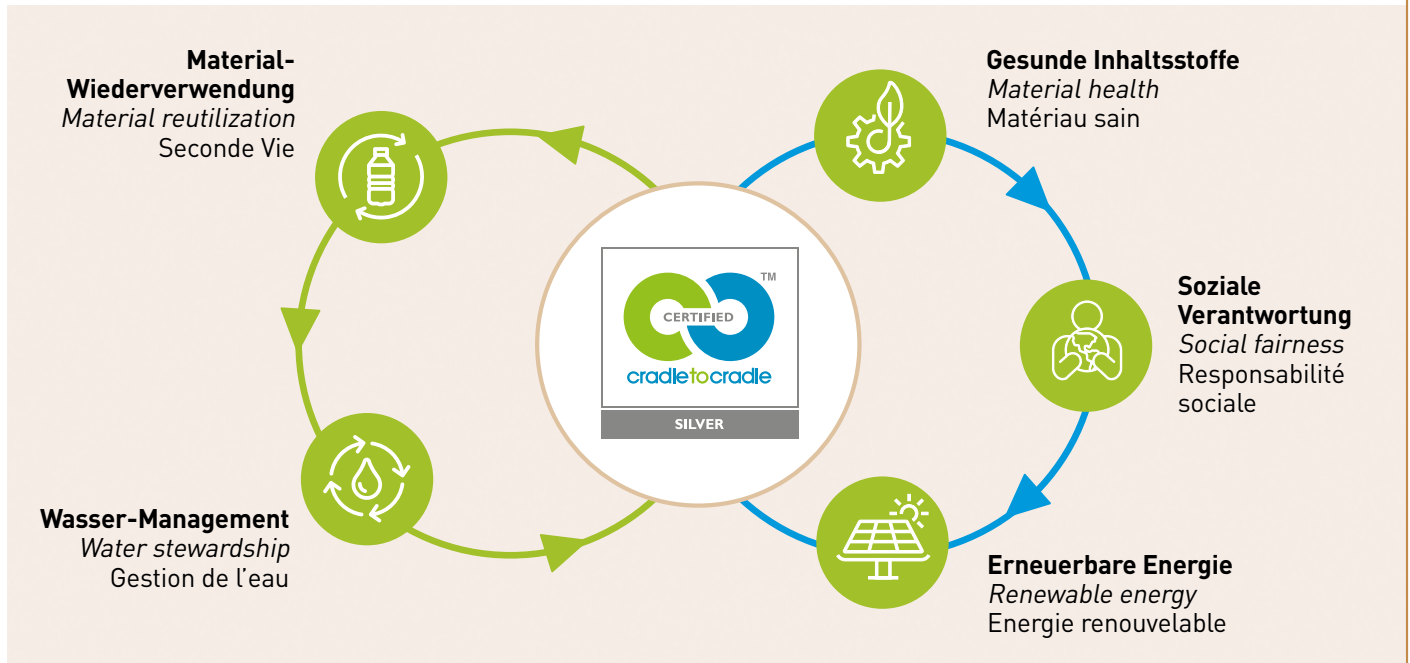 Material-
Wiederverwendung
Material reutilization
Seconde Vie
Gesunde Inhaltsstoffe
Material health
Matériau sain
TM
CERTIFIED
cradletocradle
SILVER
Soziale
Verantwortung
Social fairness
Responsabilité
sociale
Wasser-Management
Water stewardship
Gestion de l’eau
Erneuerbare Energie
Renewable energy
Energie renouvelable